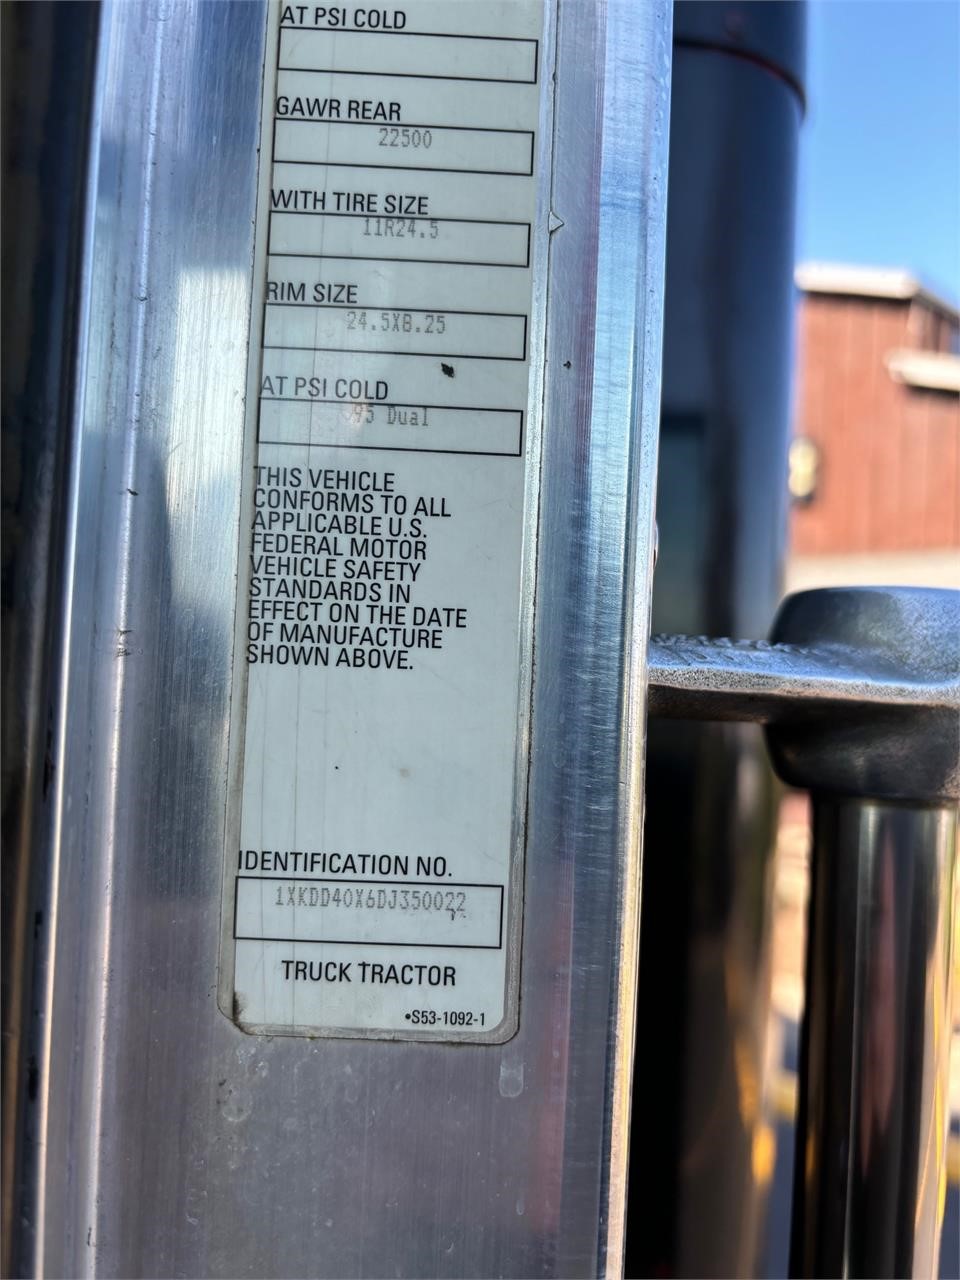 AT PSI COLD
GAWR REAR
22500
WITH TIRE SIZE
11R24.5
RIM SIZE
24.5X8.25
AT PSI COLD
95 Dual
THIS VEHICLE
CONFORMS TO ALL
APPLICABLE U.S.
FEDERAL MOTOR
VEHICLE SAFETY
STANDARDS IN
EFFECT ON THE DATE
OF MANUFACTURE
SHOWN ABOVE.
IDENTIFICATION NO.
1XKDD40X6DJ350022
TRUCK TRACTOR
•S53-1092-1